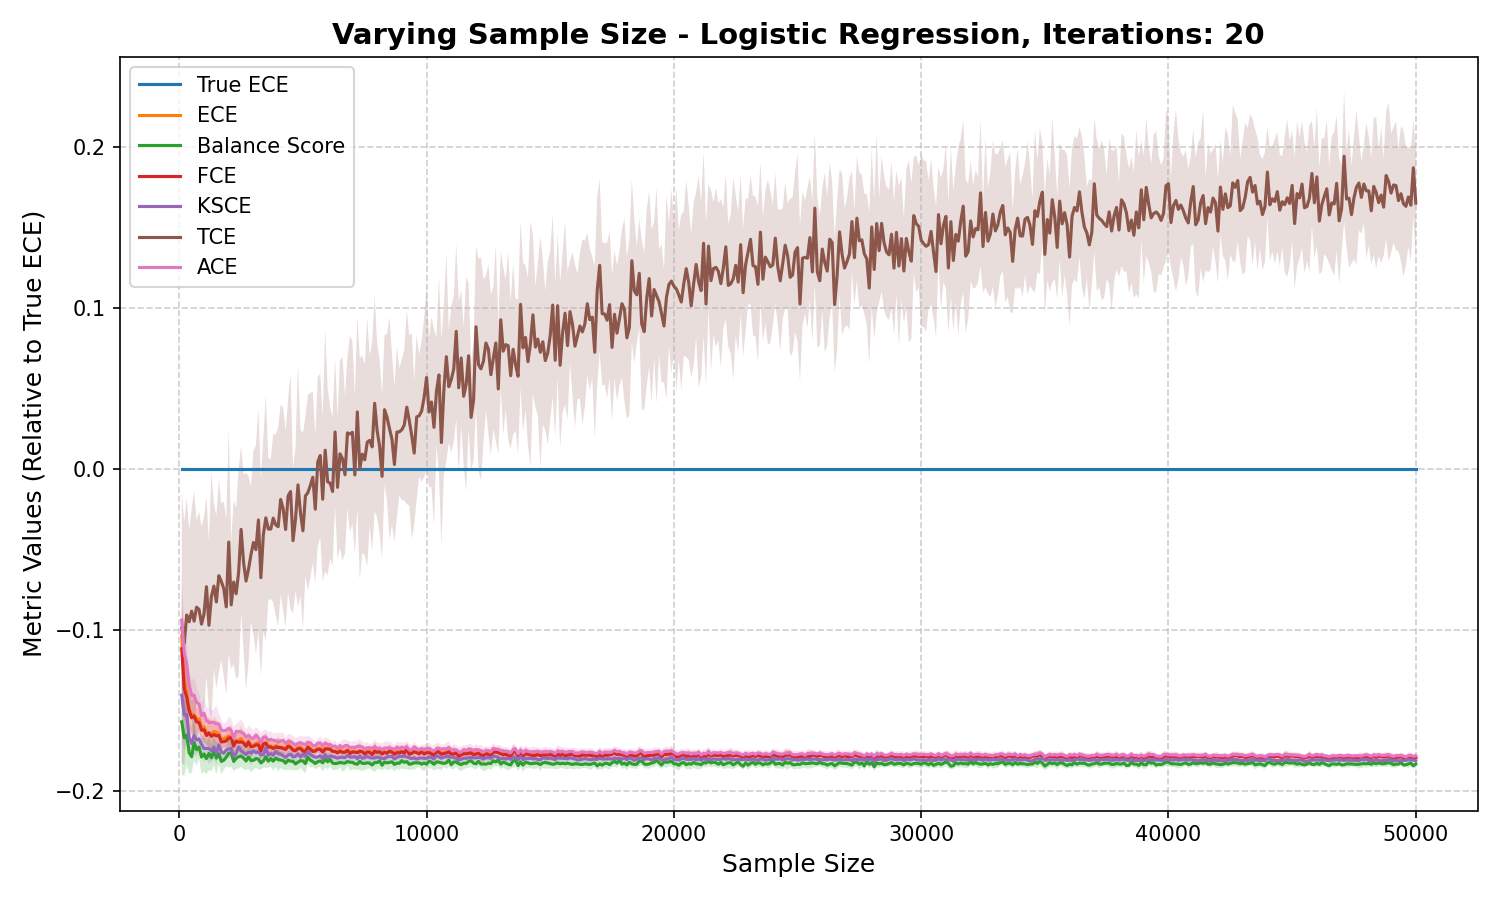 Varying Sample Size - Logistic Regression, Iterations: 20
True ECE
ECE
Balance Score
FCE
KSCE
TCE
ACE
Metric Values (Relative to True ECE)
0.2
0.1
0.0
−0.1
−0.2
0 10000 20000 30000 40000 50000
Sample Size